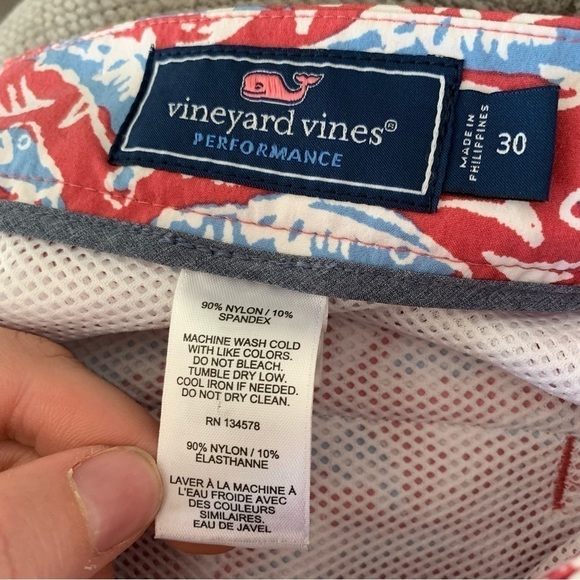 vineyard vines®
PERFORMANCE
MADE IN
PHILIPPINES
30
90% NYLON / 10%
SPANDEX
MACHINE WASH COLD
WITH LIKE COLORS.
DO NOT BLEACH.
TUMBLE DRY LOW.
COOL IRON IF NEEDED.
DO NOT DRY CLEAN.
RN 134578
90% NYLON / 10%
ÉLASTHANNE
LAVER À LA MACHINE À
L'EAU FROIDE AVEC
DES COULEURS
SIMILAIRES.
EAU DE JAVEL